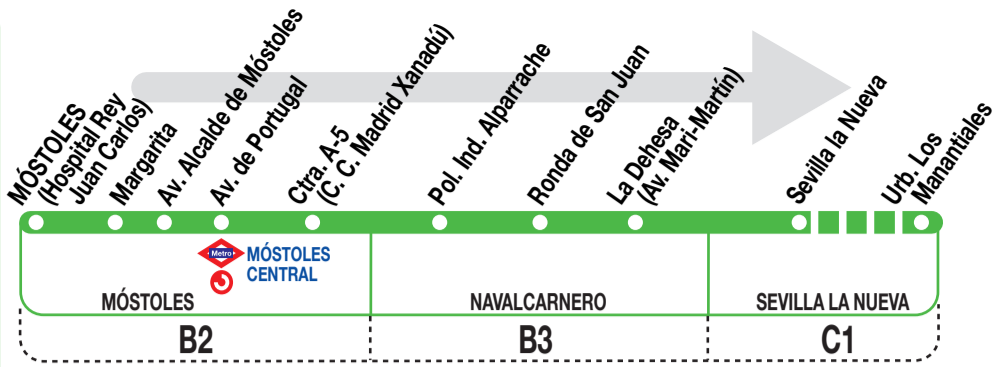 MÓSTOLES
(Hospital Rey
Juan Carlos)
Margarita
Av. Alcalde de Móstoles
Av. de Portugal
Ctra. A-5
(C. C. Madrid Xanadú)
Pol. Ind. Alparrache
Ronda de San Juan
La Dehesa
(Av. Mari-Martín)
Sevilla la Nueva
Urb. Los
Manantiales
Metro
MÓSTOLES
CENTRAL
MÓSTOLES
NAVALCARNERO
SEVILLA LA NUEVA
B2
B3
C1